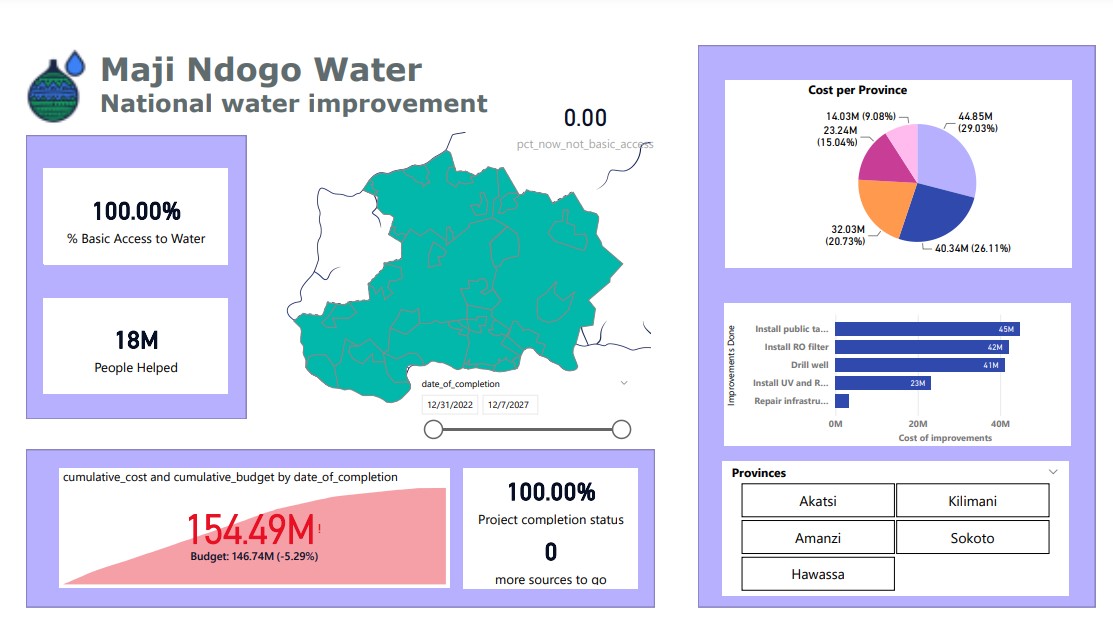 Maji Ndogo Water
National water improvement
0.00
pct_now_not_basic_access
100.00%
% Basic Access to Water
18M
People Helped
date_of_completion
12/31/2022
12/7/2027
cumulative_cost and cumulative_budget by date_of_completion
154.49M!
Budget: 146.74M (-5.29%)
100.00%
Project completion status
0
more sources to go
Cost per Province
14.03M (9.08%)
23.24M
(15.04%)
44.85M
(29.03%)
32.03M
(20.73%)
40.34M (26.11%)
Improvements Done
Install public ta...
45M
Install RO filter
42M
Drill well
41M
Install UV and R...
23M
Repair infrastru...
0M
20M
40M
Cost of improvements
Provinces
Akatsi
Kilimani
Amanzi
Sokoto
Hawassa